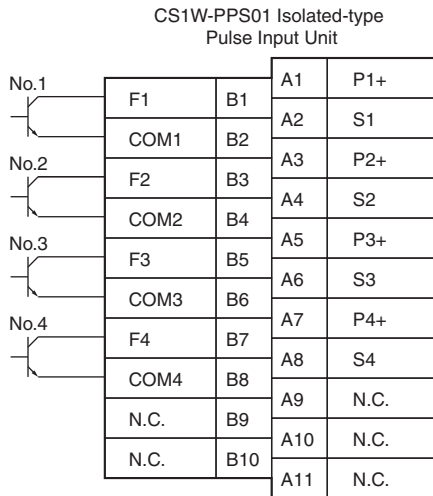 CS1W-PPS01 Isolated-type
Pulse Input Unit
No.1
No.2
No.3
No.4
F1 B1
COM1 B2
F2 B3
COM2 B4
F3 B5
COM3 B6
F4 B7
COM4 B8
N.C. B9
N.C. B10
A1 P1+
A2 S1
A3 P2+
A4 S2
A5 P3+
A6 S3
A7 P4+
A8 S4
A9 N.C.
A10 N.C.
A11 N.C.